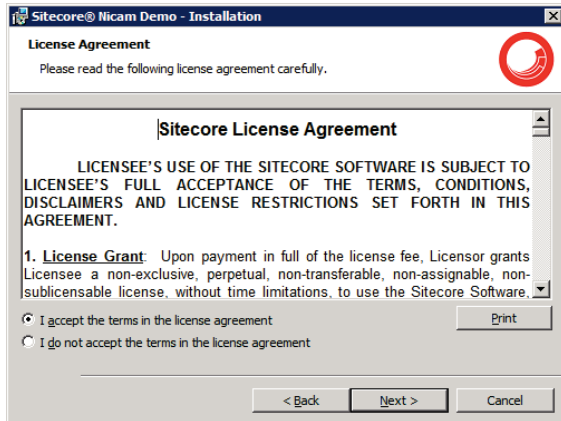 Sitecore® Nicam Demo - Installation
License Agreement
Please read the following license agreement carefully.
Sitecore License Agreement
LICENSEE'S USE OF THE SITECORE SOFTWARE IS SUBJECT TO
LICENSEE'S FULL ACCEPTANCE OF THE TERMS, CONDITIONS,
DISCLAIMERS AND LICENSE RESTRICTIONS SET FORTH IN THIS
AGREEMENT.
1. License Grant: Upon payment in full of the license fee, Licensor grants
Licensee a non-exclusive, perpetual, non-transferable, non-assignable, non-
sublicensable license, without time limitations, to use the Sitecore Software,
I accept the terms in the license agreement
Print
I do not accept the terms in the license agreement
< Back
Next >
Cancel